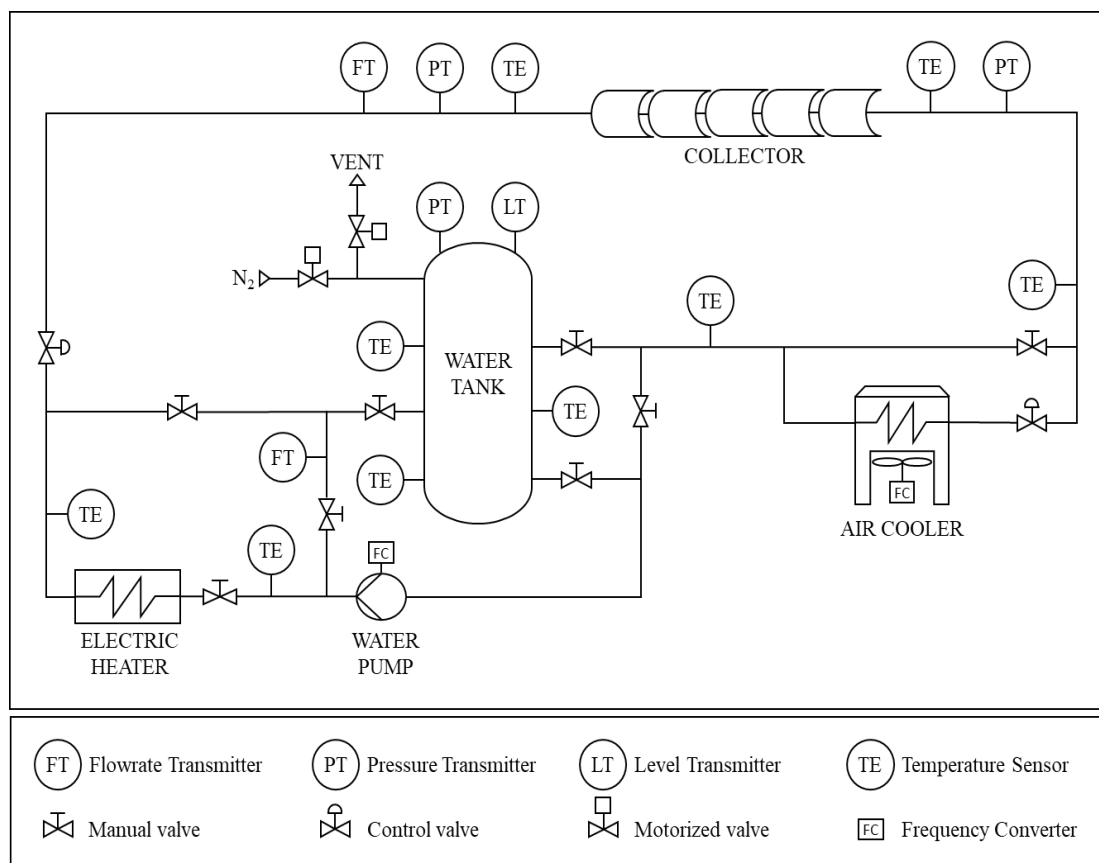 FT
PT
TE
TE
PT
COLLECTOR
VENT
PT
LT
N2
TE
TE
TE
WATER
TANK
TE
FT
TE
TE
TE
FC
FC
AIR COOLER
ELECTRIC
HEATER
WATER
PUMP
FT Flowrate Transmitter
PT Pressure Transmitter
LT Level Transmitter
TE Temperature Sensor
Manual valve
Control valve
Motorized valve
FC Frequency Converter